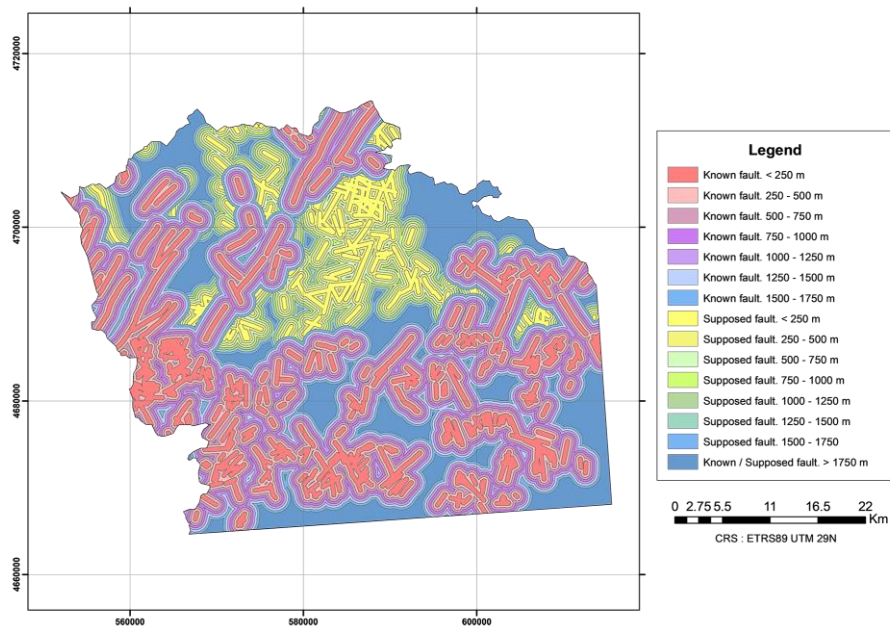 4720000
4700000
4680000
4660000
560000
580000
600000
Legend
Known fault. < 250 m
Known fault. 250 - 500 m
Known fault. 500 - 750 m
Known fault. 750 - 1000 m
Known fault. 1000 - 1250 m
Known fault. 1250 - 1500 m
Known fault. 1500 - 1750 m
Supposed fault. < 250 m
Supposed fault. 250 - 500 m
Supposed fault. 500 - 750 m
Supposed fault. 750 - 1000 m
Supposed fault. 1000 - 1250 m
Supposed fault. 1250 - 1500 m
Supposed fault. 1500 - 1750
Known / Supposed fault. > 1750 m
0 2.75 5.5 11 16.5 22
Km
CRS : ETRS89 UTM 29N